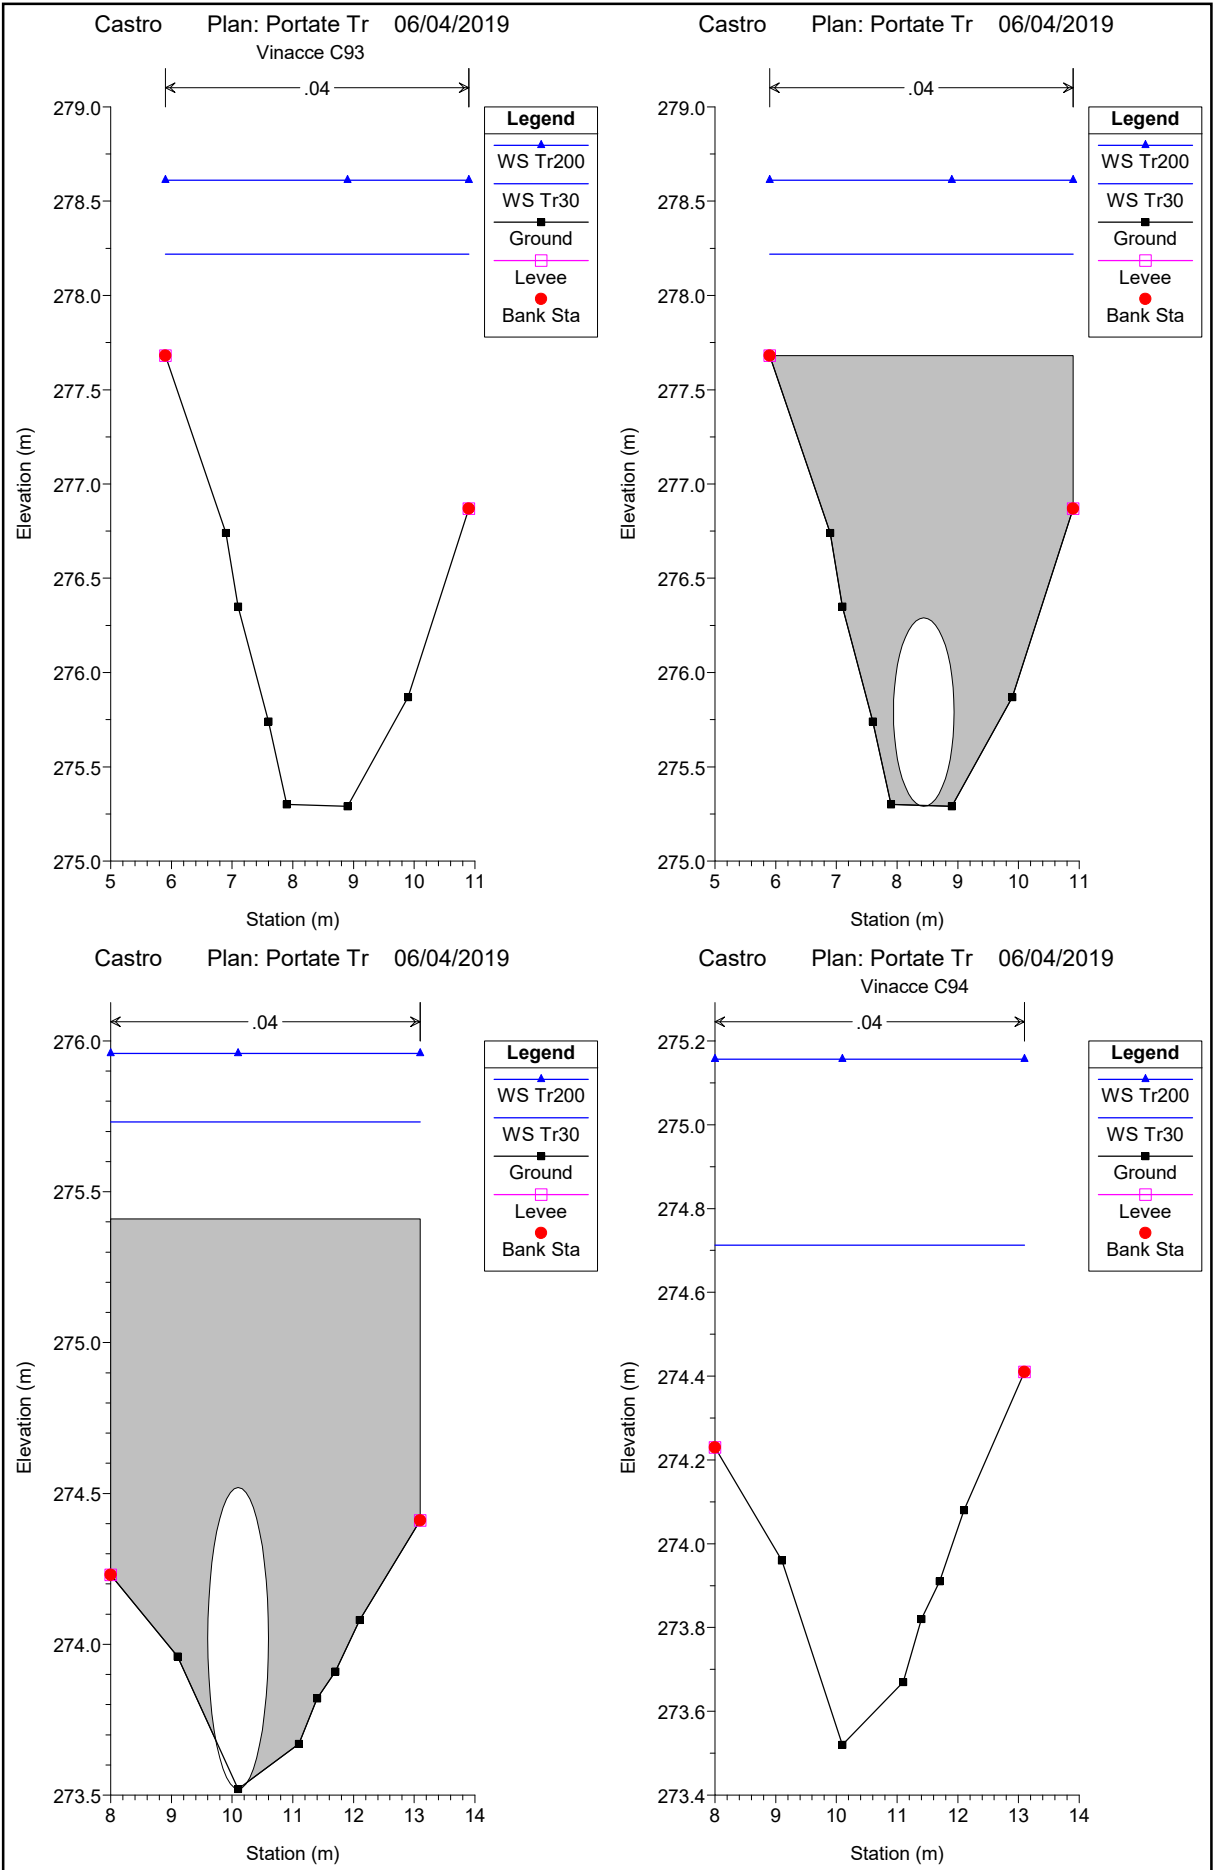 Castro Plan: Portate Tr 06/04/2019
Vinacce C93
.04
279.0
278.5
278.0
277.5
277.0
276.5
276.0
275.5
275.0
5 6 7 8 9 10 11
Elevation (m)
Station (m)
Legend
WS Tr200
WS Tr30
Ground
Levee
Bank Sta
Castro Plan: Portate Tr 06/04/2019
.04
279.0
278.5
278.0
277.5
277.0
276.5
276.0
275.5
275.0
5 6 7 8 9 10 11
Elevation (m)
Station (m)
Legend
WS Tr200
WS Tr30
Ground
Levee
Bank Sta
Castro Plan: Portate Tr 06/04/2019
.04
276.0
275.5
275.0
274.5
274.0
273.5
8 9 10 11 12 13 14
Elevation (m)
Station (m)
Legend
WS Tr200
WS Tr30
Ground
Levee
Bank Sta
Castro Plan: Portate Tr 06/04/2019
Vinacce C94
.04
275.2
275.0
274.8
274.6
274.4
274.2
274.0
273.8
273.6
273.4
8 9 10 11 12 13 14
Elevation (m)
Station (m)
Legend
WS Tr200
WS Tr30
Ground
Levee
Bank Sta